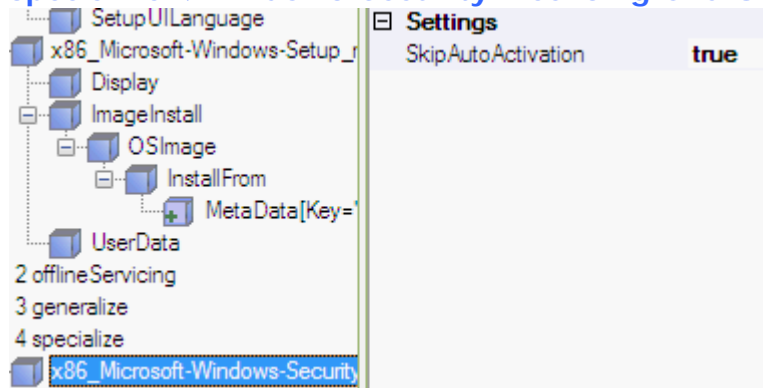 SetupUILanguage
x86_Microsoft-Windows-Setup_
Display
ImageInstall
OSImage
InstallFrom
MetaData[Key='
UserData
2 offlineServicing
3 generalize
4 specialize
x86_Microsoft-Windows-Security
Settings
SkipAutoActivation true